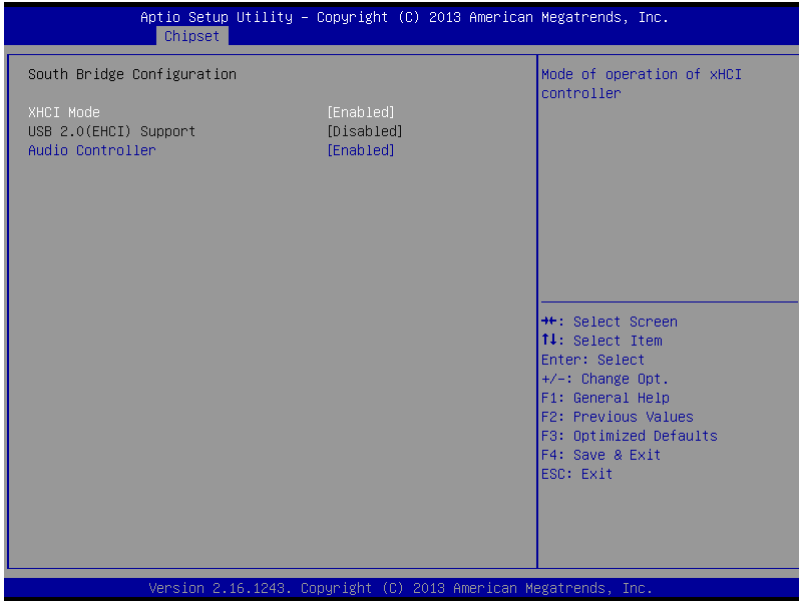 Aptio Setup Utility – Copyright (C) 2013 American Megatrends, Inc.
Chipset
South Bridge Configuration
XHCI Mode [Enabled]
USB 2.0(EHCI) Support [Disabled]
Audio Controller [Enabled]
Mode of operation of xHCI
controller
→←: Select Screen
↑↓: Select Item
Enter: Select
+/-: Change Opt.
F1: General Help
F2: Previous Values
F3: Optimized Defaults
F4: Save & Exit
ESC: Exit
Version 2.16.1243. Copyright (C) 2013 American Megatrends, Inc.